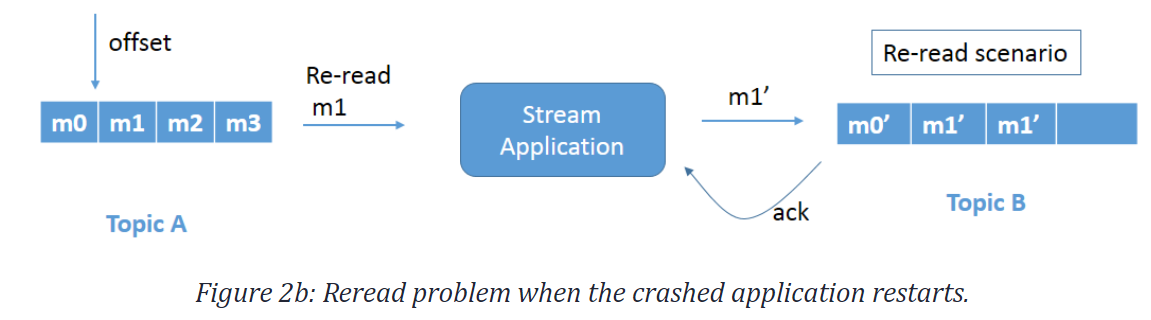 offset
Re-read scenario
Re-read
m1
m0 m1 m2 m3
Stream
Application
m1’
m0’ m1’ m1’
ack
Topic A
Topic B
Figure 2b: Reread problem when the crashed application restarts.